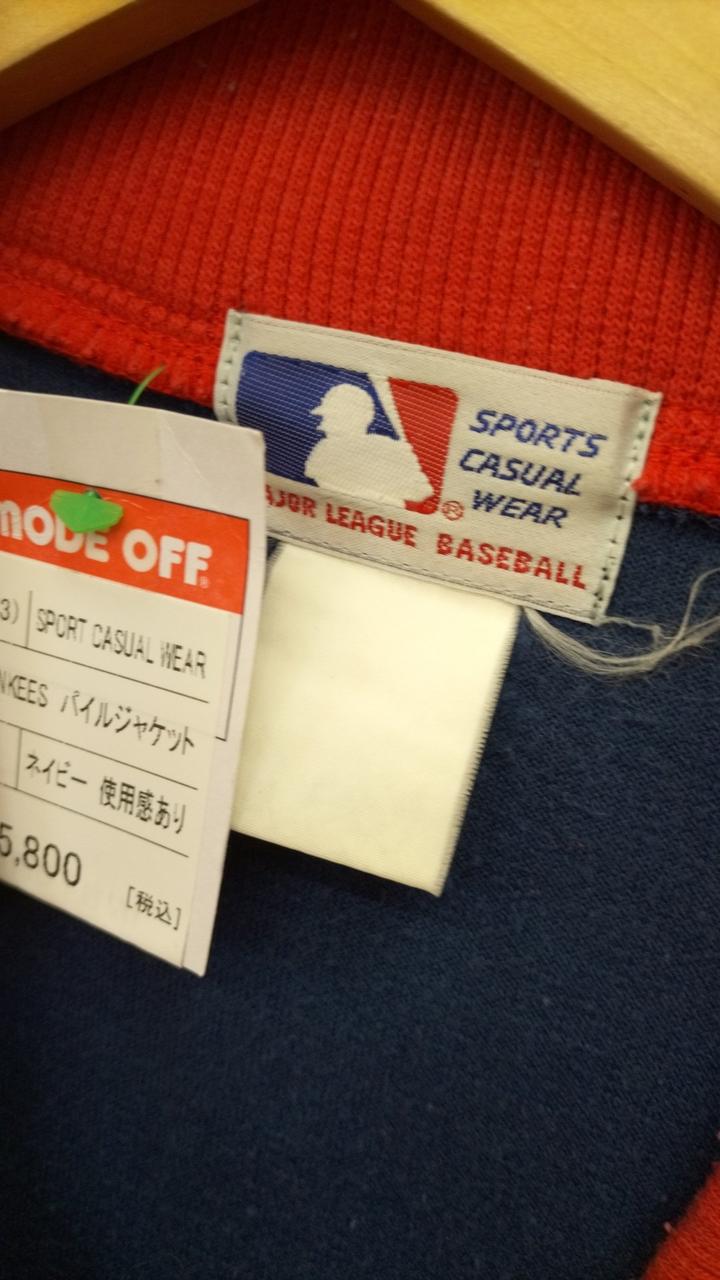 SPORTS
CASUAL
WEAR
AJOR LEAGUE BASEBALL
MODE OFF
3) SPORT CASUAL WEAR
NKEES パイルジャケット
ネイビー 使用感あり
5,800
[税込]